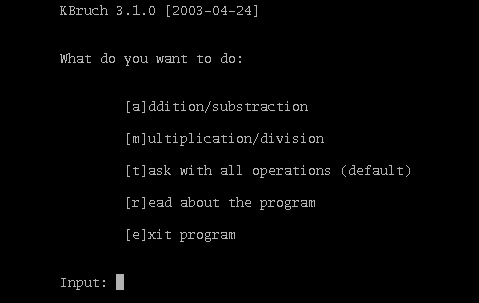 KBruch 3.1.0 [2003-04-24]
What do you want to do:
[a]ddition/substraction
[m]ultiplication/division
[t]ask with all operations (default)
[r]ead about the program
[e]xit program
Input: